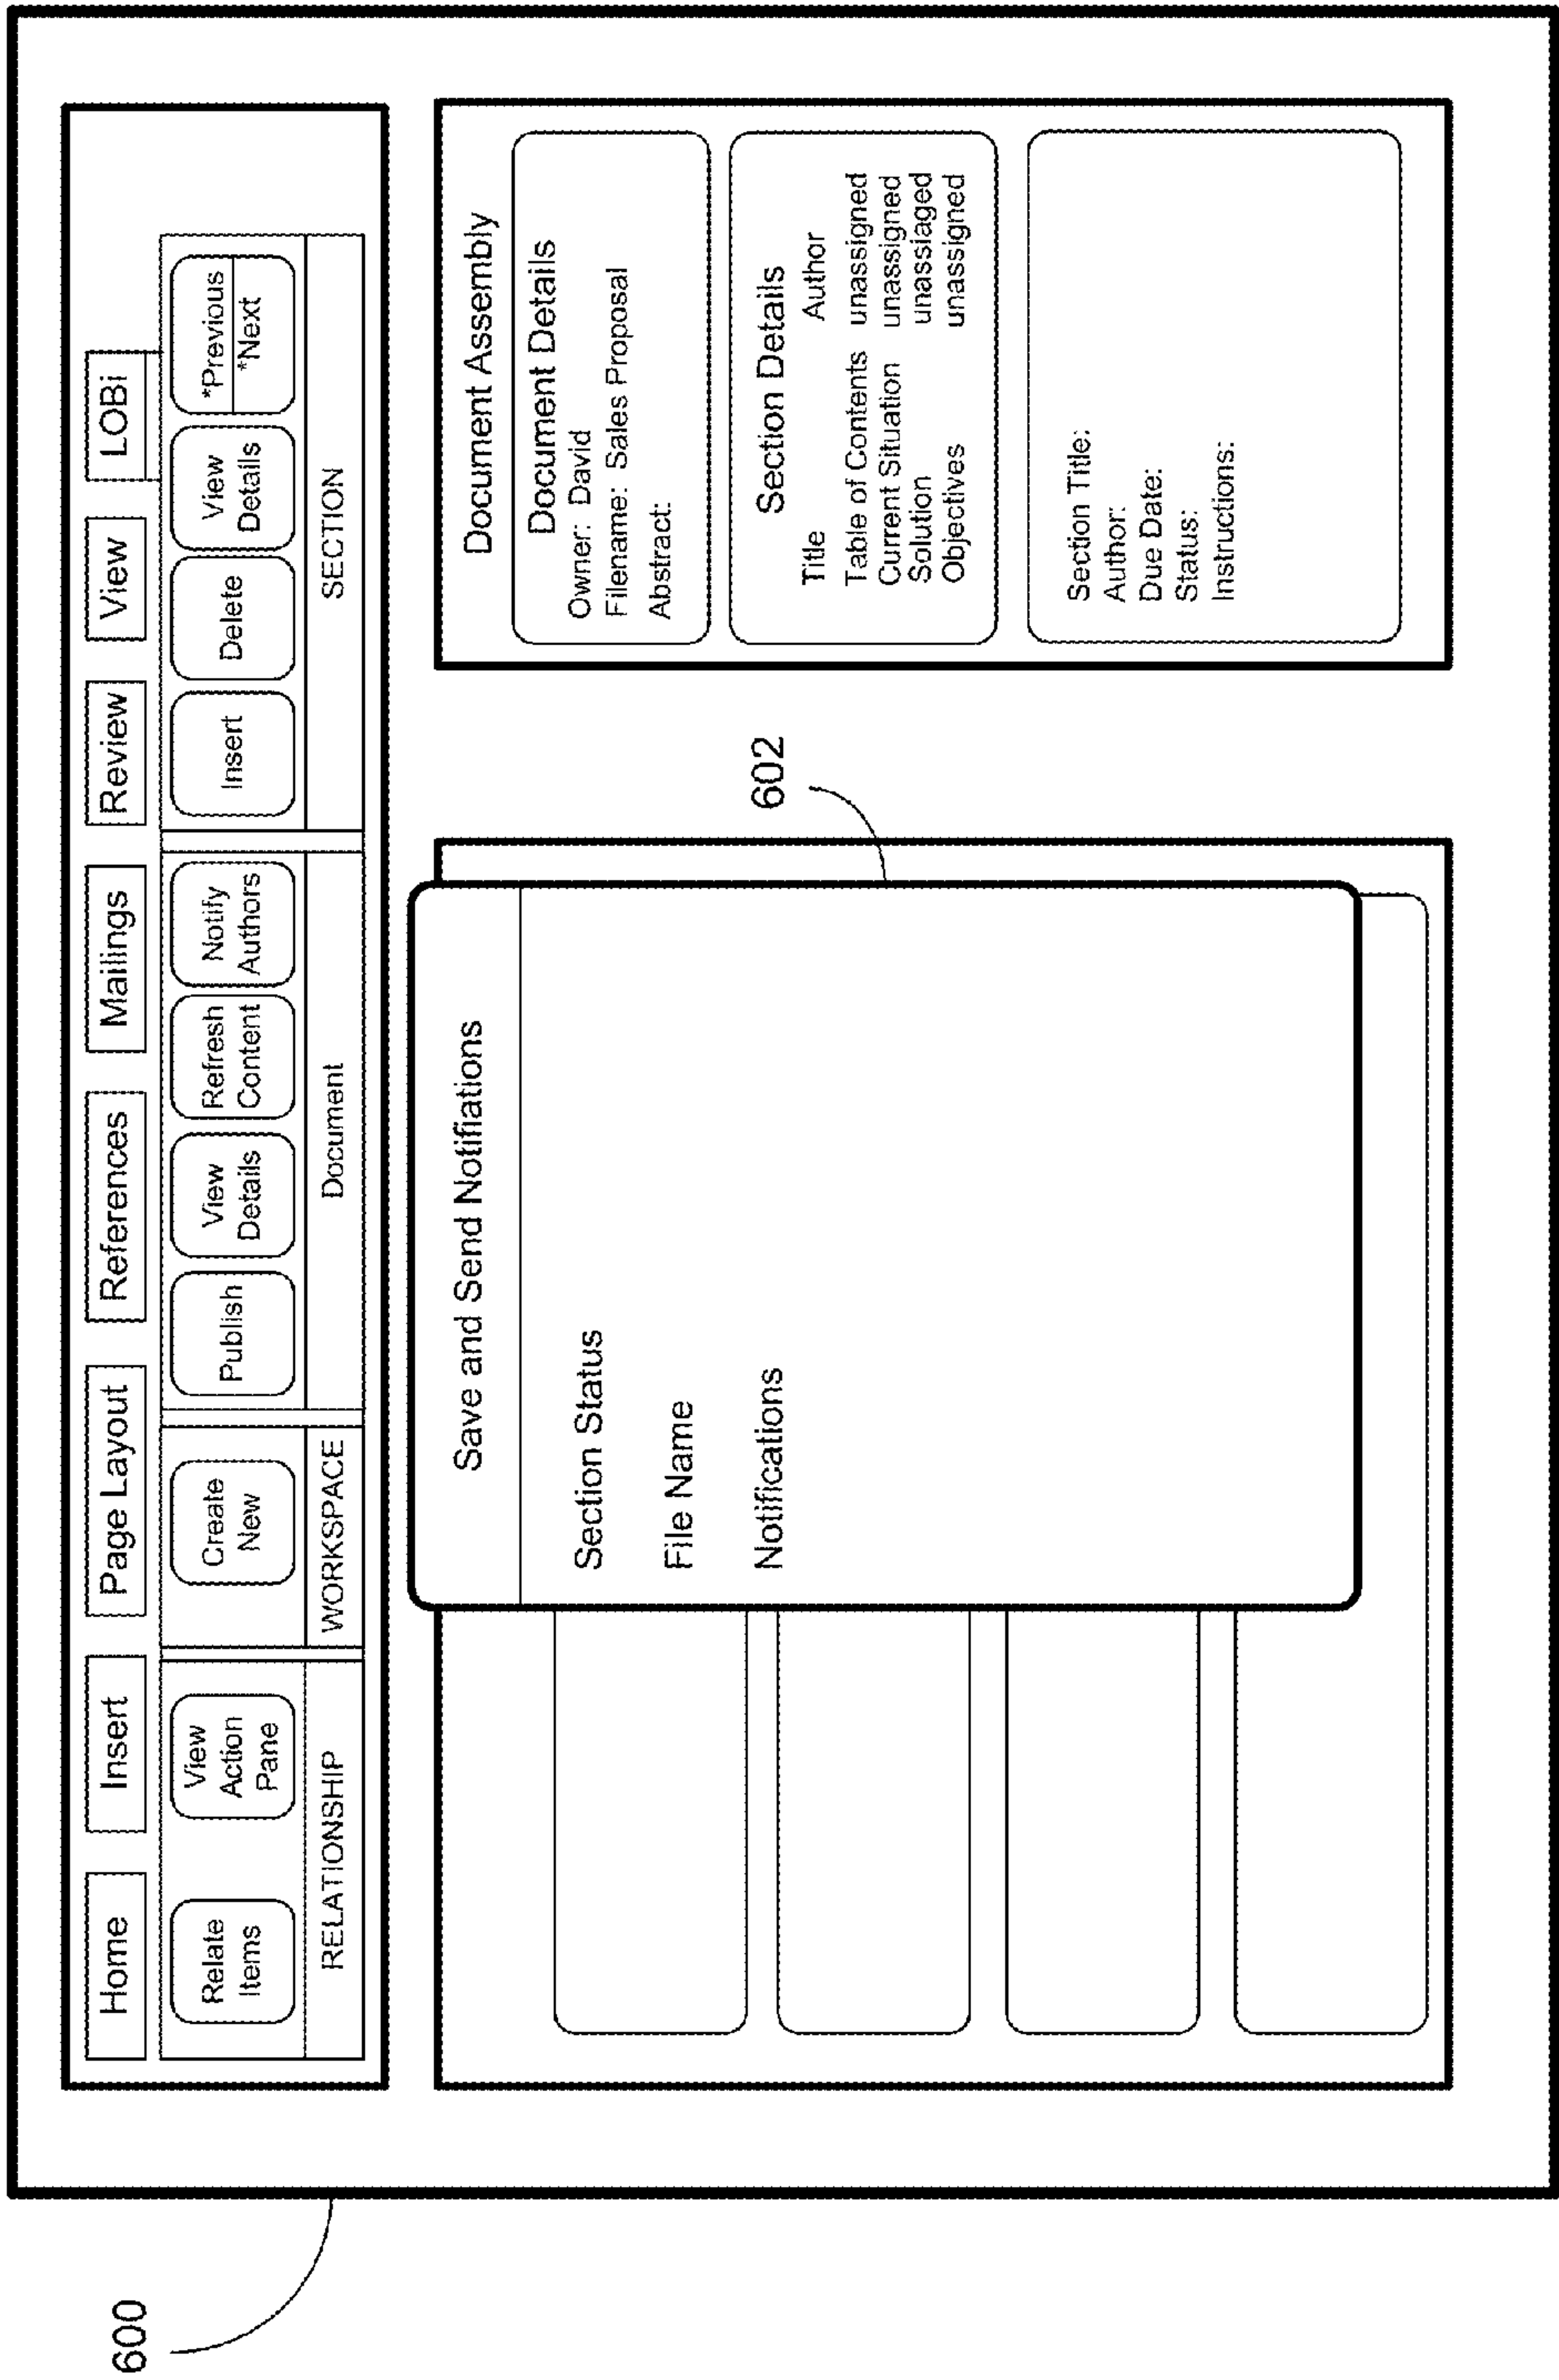 600
Home
Insert
Page Layout
References
Mailings
Review
View
LOBi
Relate
Items
View
Action
Pane
RELATIONSHIP
Create
New
WORKSPACE
Publish
View
Details
Refresh
Content
Notify
Authors
Document
Insert
Delete
View
Details
*Previous
*Next
SECTION
Save and Send Notifiations
Section Status
File Name
Notifications
602
Document Assembly
Document Details
Owner: David
Filename: Sales Proposal
Abstract:
Section Details
Title Author
Table of Contents unassigned
Current Situation unassigned
Solution unassiaged
Objectives unassigned
Section Title:
Author:
Due Date:
Status:
Instructions: